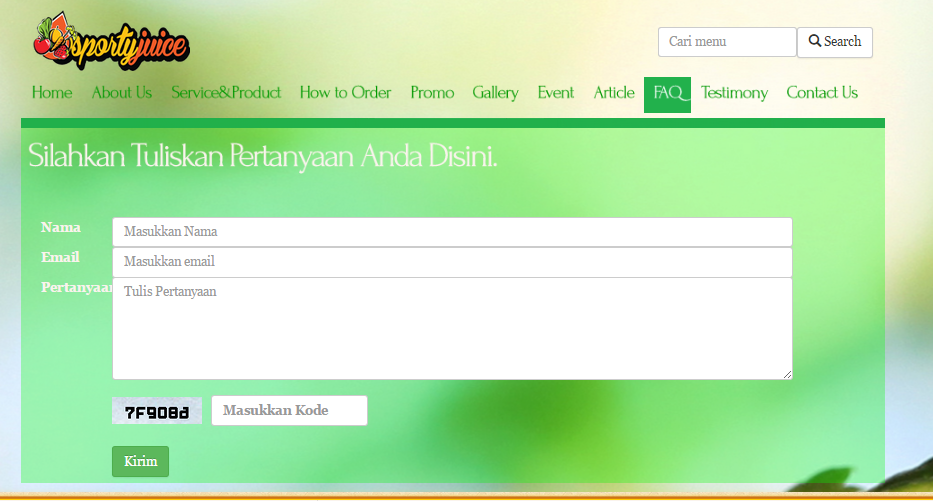 sportyjuice
Cari menu Search
Home About Us Service&Product How to Order Promo Gallery Event Article FAQ Testimony Contact Us
Silahkan Tuliskan Pertanyaan Anda Disini.
Nama Masukkan Nama
Email Masukkan email
Pertanyaan Tulis Pertanyaan
7F908a Masukkan Kode
Kirim